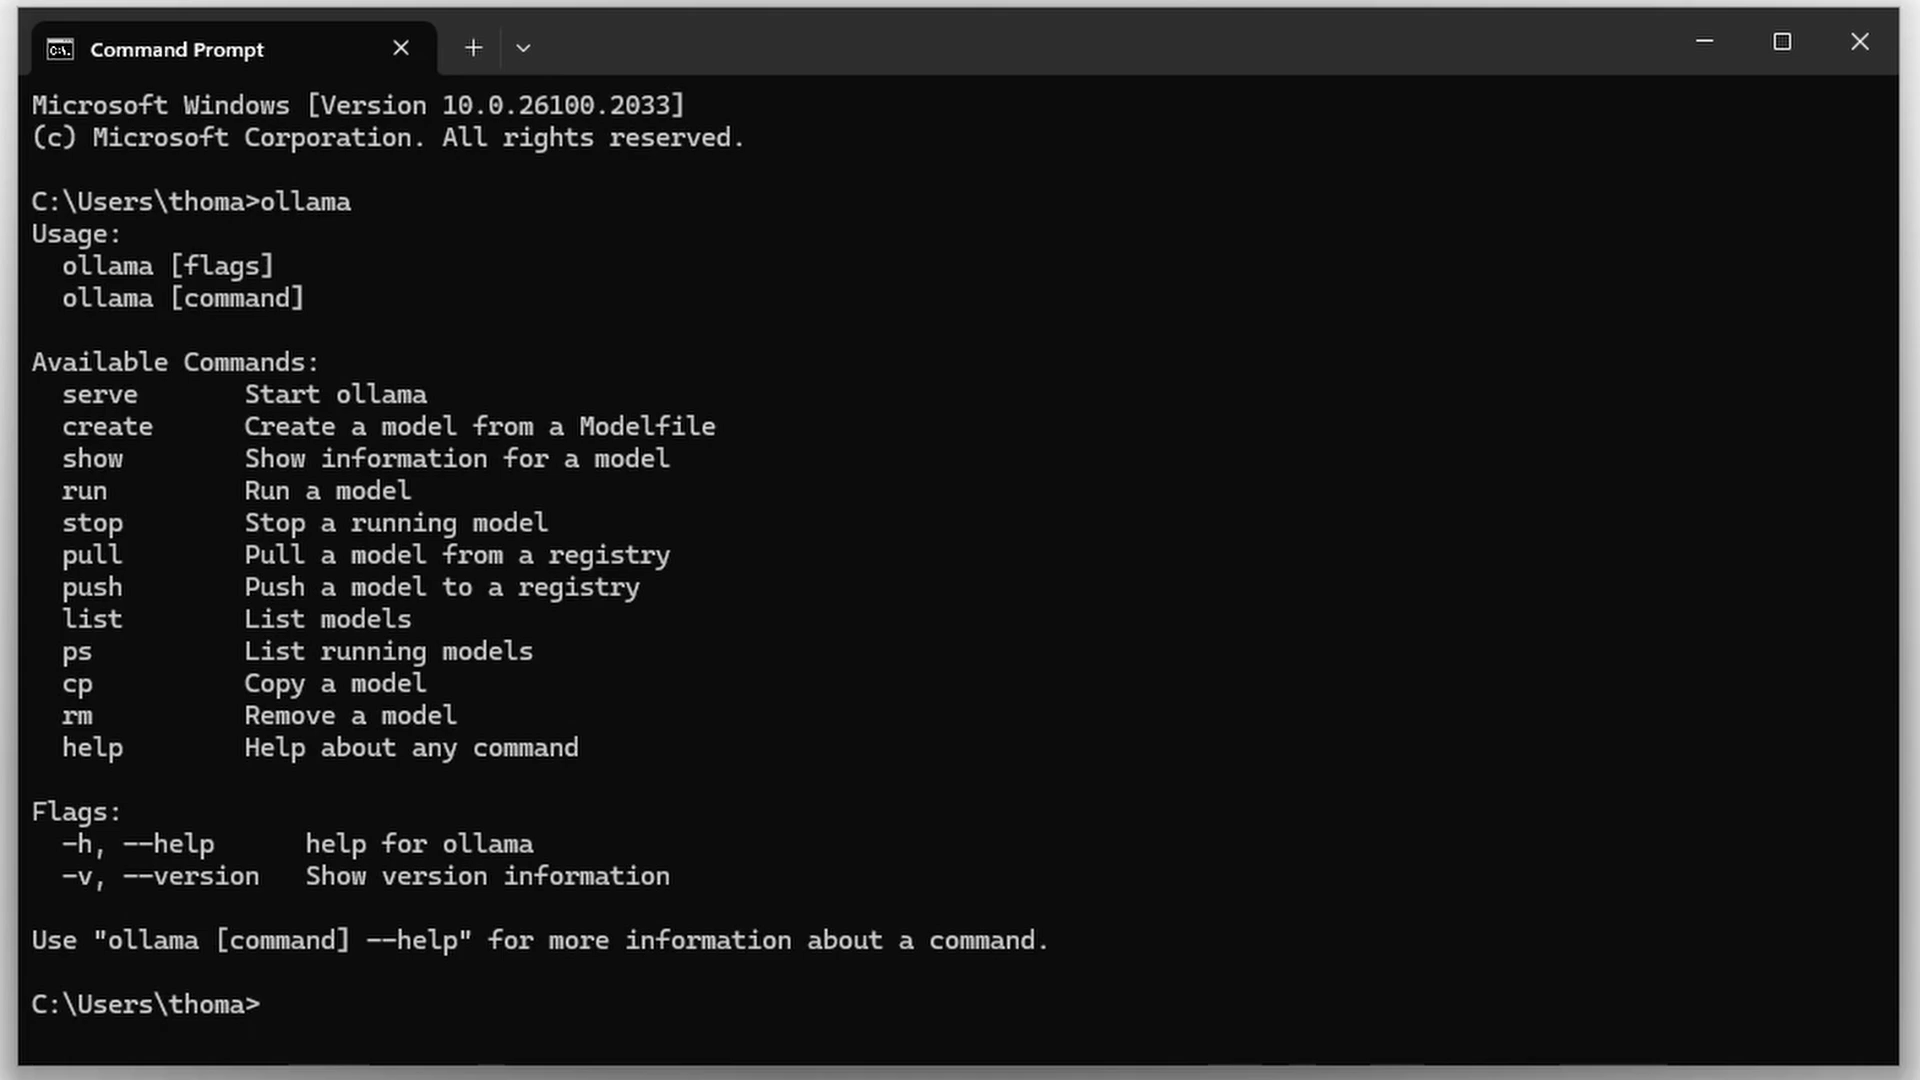 Command Prompt
Microsoft Windows [Version 10.0.26100.2033]
(c) Microsoft Corporation. All rights reserved.
C:\Users\thoma>ollama
Usage:
ollama [flags]
ollama [command]
Available Commands:
serve Start ollama
create Create a model from a Modelfile
show Show information for a model
run Run a model
stop Stop a running model
pull Pull a model from a registry
push Push a model to a registry
list List models
ps List running models
cp Copy a model
rm Remove a model
help Help about any command
Flags:
-h, --help help for ollama
-v, --version Show version information
Use "ollama [command] --help" for more information about a command.
C:\Users\thoma>